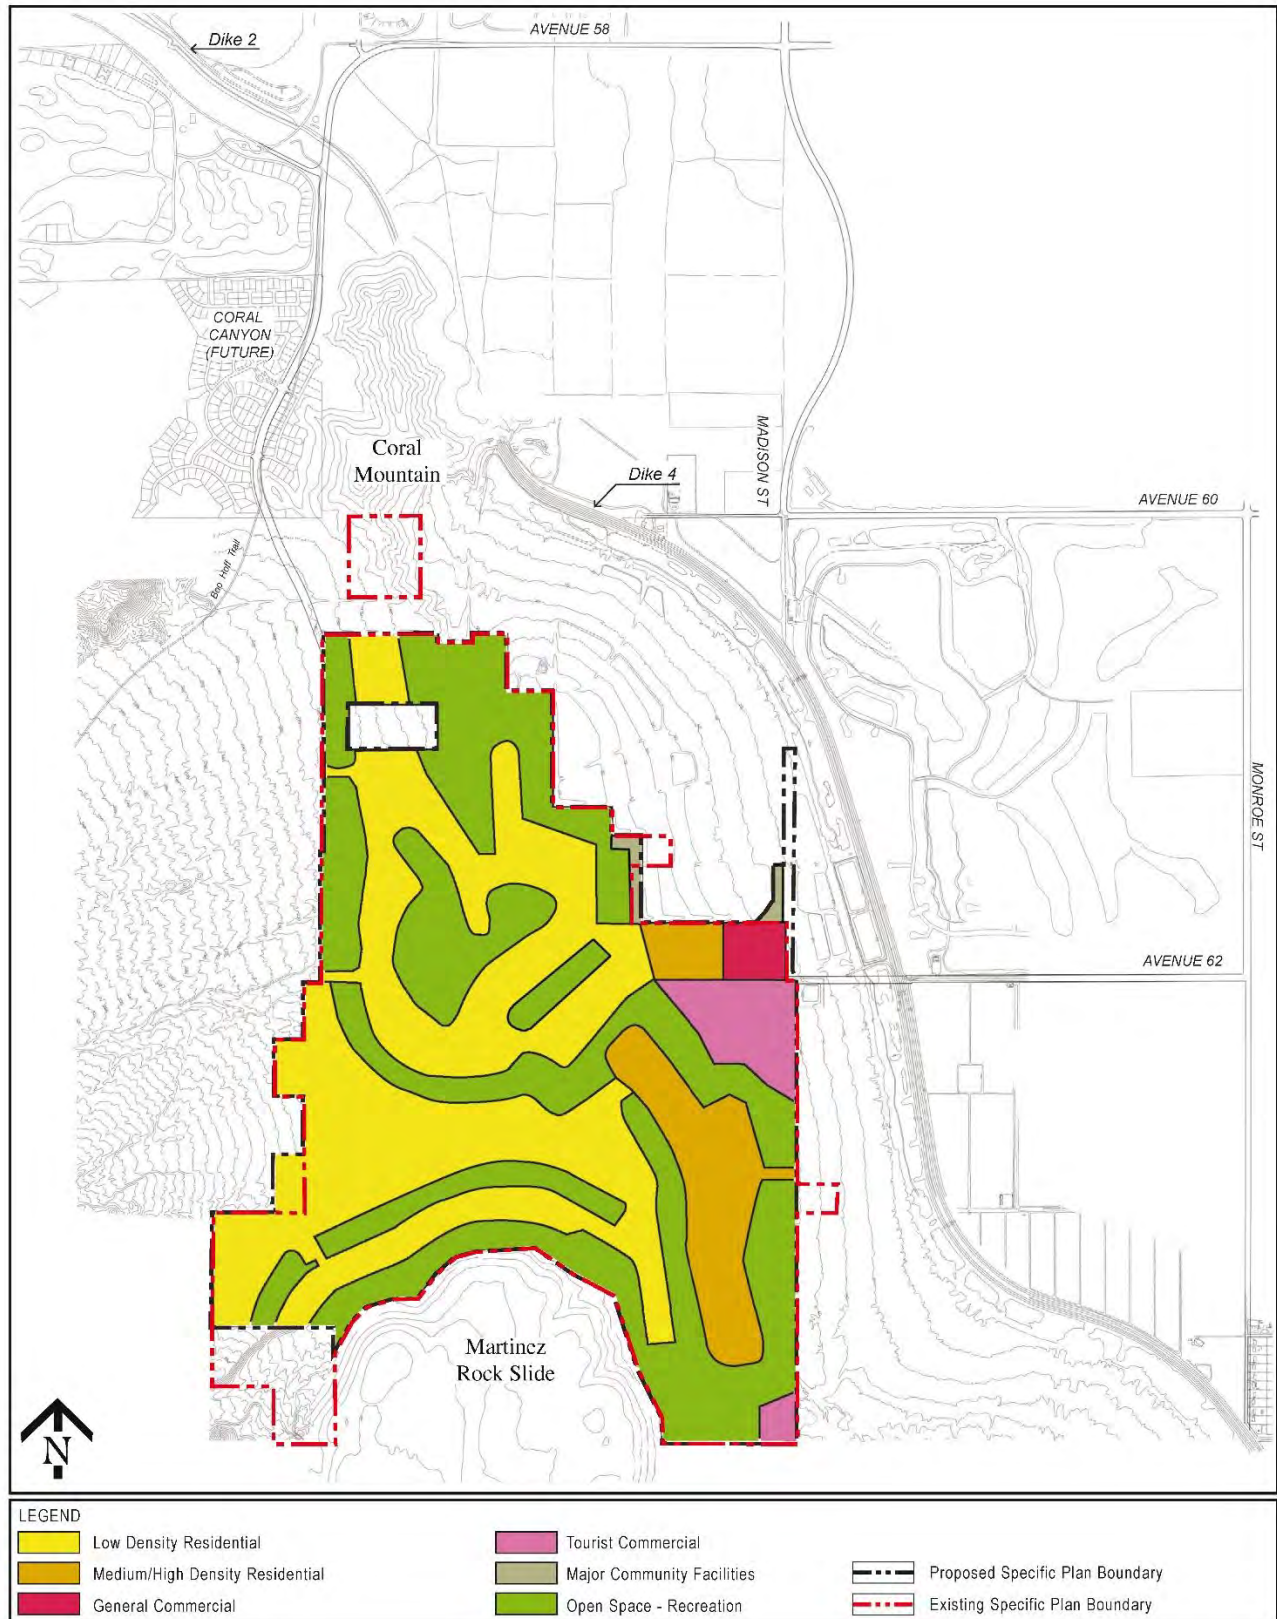 AVENUE 58
Dike 2
CORAL
CANYON
(FUTURE)
MADISON ST
Coral
Mountain
Dike 4
AVENUE 60
Boo Hoff Trail
MONROE ST
AVENUE 62
Martinez
Rock Slide
N
LEGEND
Low Density Residential
Medium/High Density Residential
General Commercial
Tourist Commercial
Major Community Facilities
Open Space - Recreation
Proposed Specific Plan Boundary
Existing Specific Plan Boundary